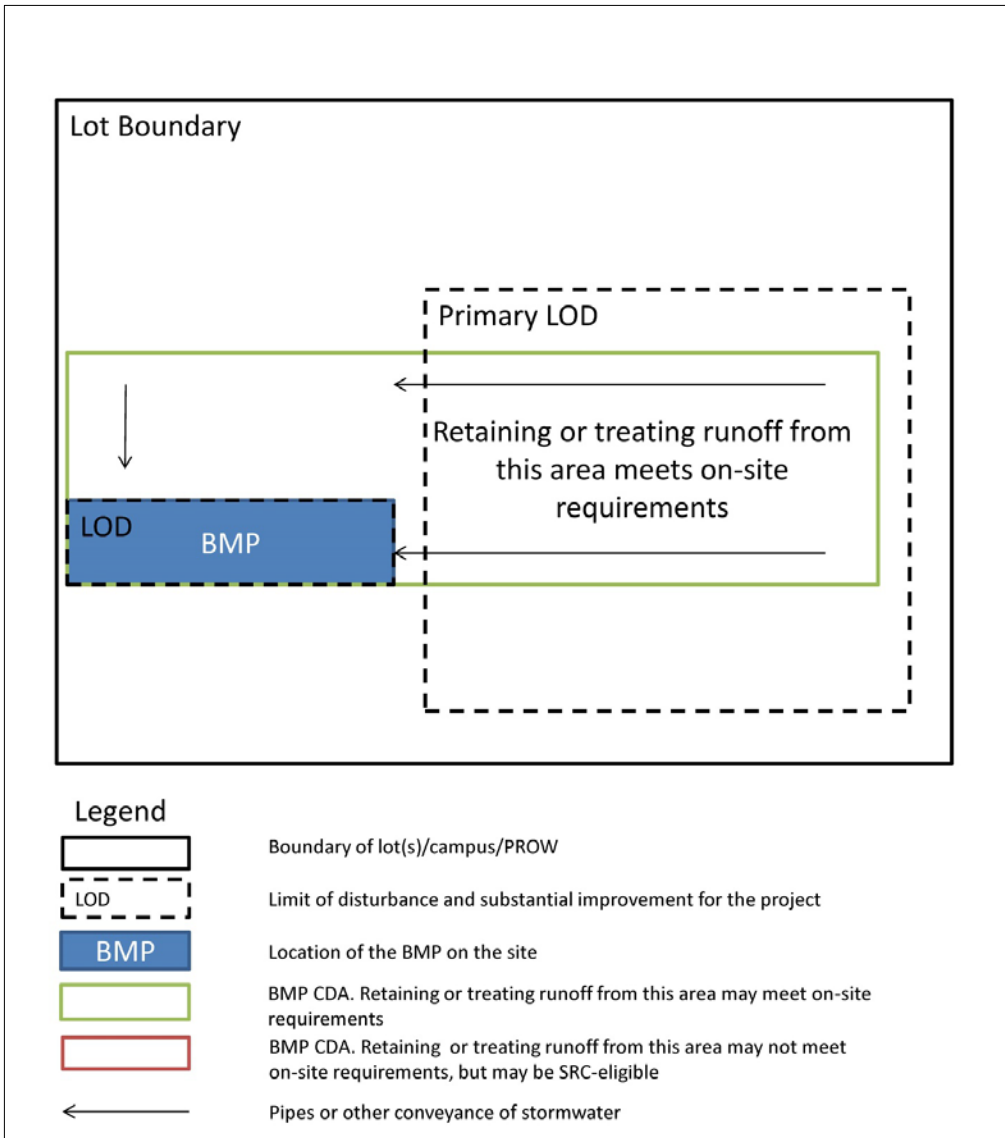 Lot Boundary
Primary LOD
Retaining or treating runoff from
this area meets on-site
requirements
LOD
BMP
Legend
Boundary of lot(s)/campus/PROW
LOD
Limit of disturbance and substantial improvement for the project
BMP
Location of the BMP on the site
BMP CDA. Retaining or treating runoff from this area may meet on-site
requirements
BMP CDA. Retaining or treating runoff from this area may not meet
on-site requirements, but may be SRC-eligible
Pipes or other conveyance of stormwater